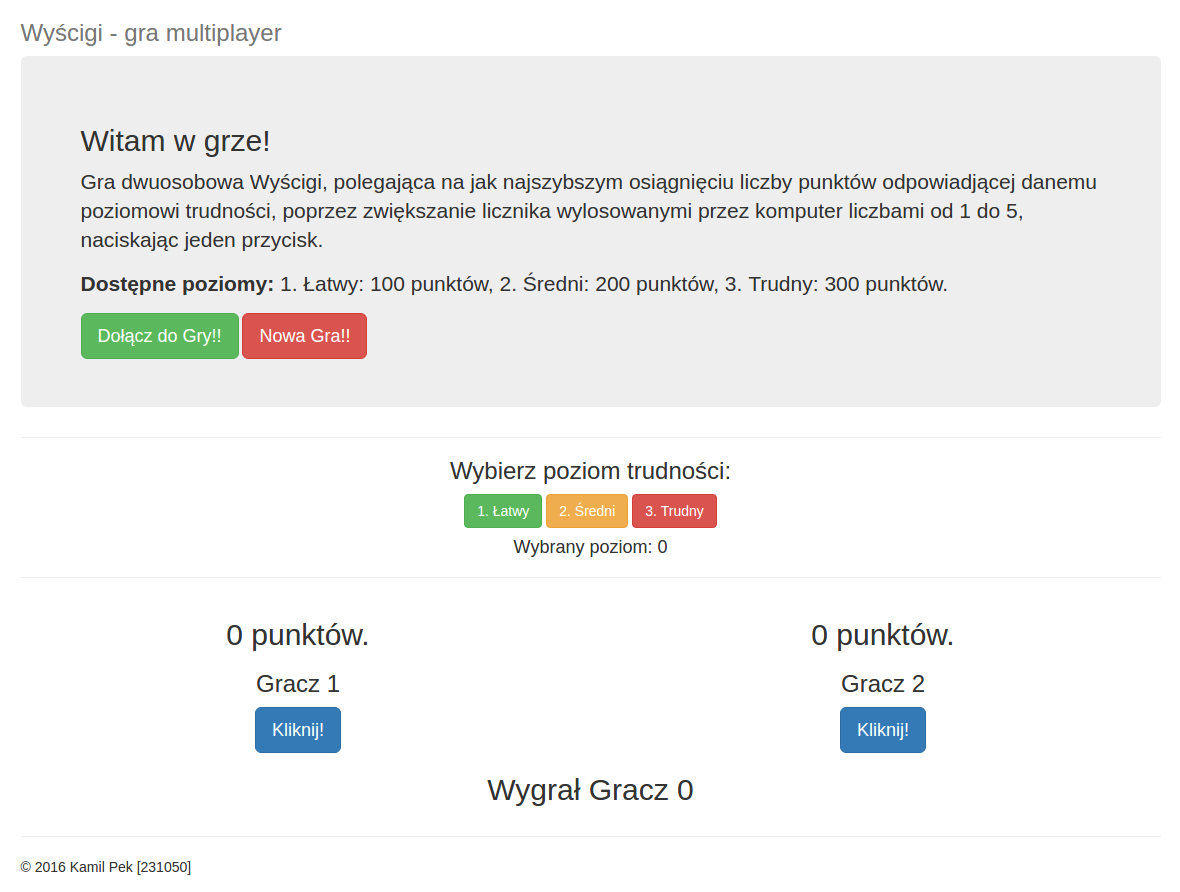 Wyścigi - gra multiplayer
Witam w grze!
Gra dwuosobowa Wyścigi, polegająca na jak najszybszym osiągnięciu liczby punktów odpowiadjącej danemu
poziomowi trudności, poprzez zwiększanie licznika wylosowanymi przez komputer liczbami od 1 do 5,
naciskając jeden przycisk.
Dostępne poziomy: 1. Łatwy: 100 punktów, 2. Średni: 200 punktów, 3. Trudny: 300 punktów.
Dołącz do Gry!! Nowa Gra!!
Wybierz poziom trudności:
1. Łatwy 2. Średni 3. Trudny
Wybrany poziom: 0
0 punktów. 0 punktów.
Gracz 1 Gracz 2
Kliknij! Kliknij!
Wygrał Gracz 0
© 2016 Kamil Pek [231050]